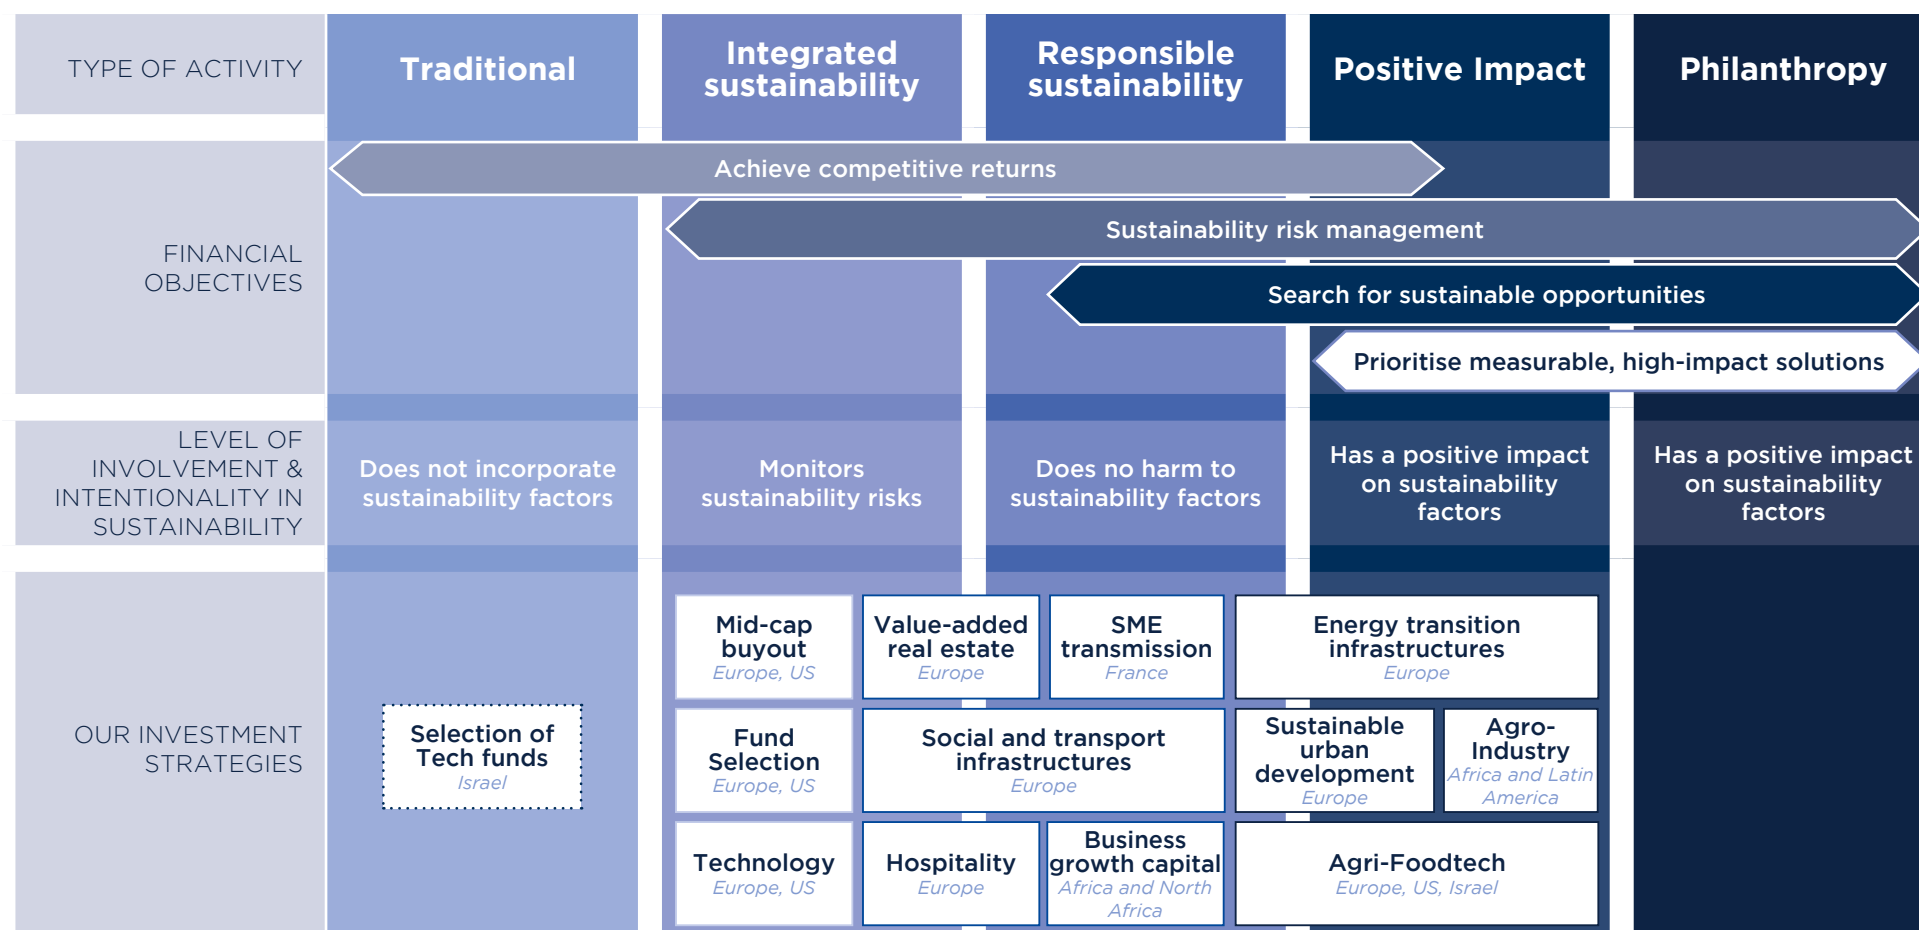 TYPE OF ACTIVITY
Traditional
Integrated
sustainability
Responsible
sustainability
Positive Impact
Philanthropy
FINANCIAL
OBJECTIVES
Achieve competitive returns
Sustainability risk management
Search for sustainable opportunities
Prioritise measurable, high-impact solutions
LEVEL OF
INVOLVEMENT &
INTENTIONALITY IN
SUSTAINABILITY
Does not incorporate
sustainability factors
Monitors
sustainability risks
Does no harm to
sustainability factors
Has a positive impact
on sustainability
factors
Has a positive impact
on sustainability
factors
OUR INVESTMENT
STRATEGIES
Selection of
Tech funds
Israel
Mid-cap
buyout
Europe, US
Value-added
real estate
Europe
SME
transmission
France
Energy transition
infrastructures
Europe
Fund
Selection
Europe, US
Social and transport
infrastructures
Europe
Sustainable
urban
development
Europe
Agro-
Industry
Africa and Latin
America
Technology
Europe, US
Hospitality
Europe
Business
growth capital
Africa and North
Africa
Agri-Foodtech
Europe, US, Israel